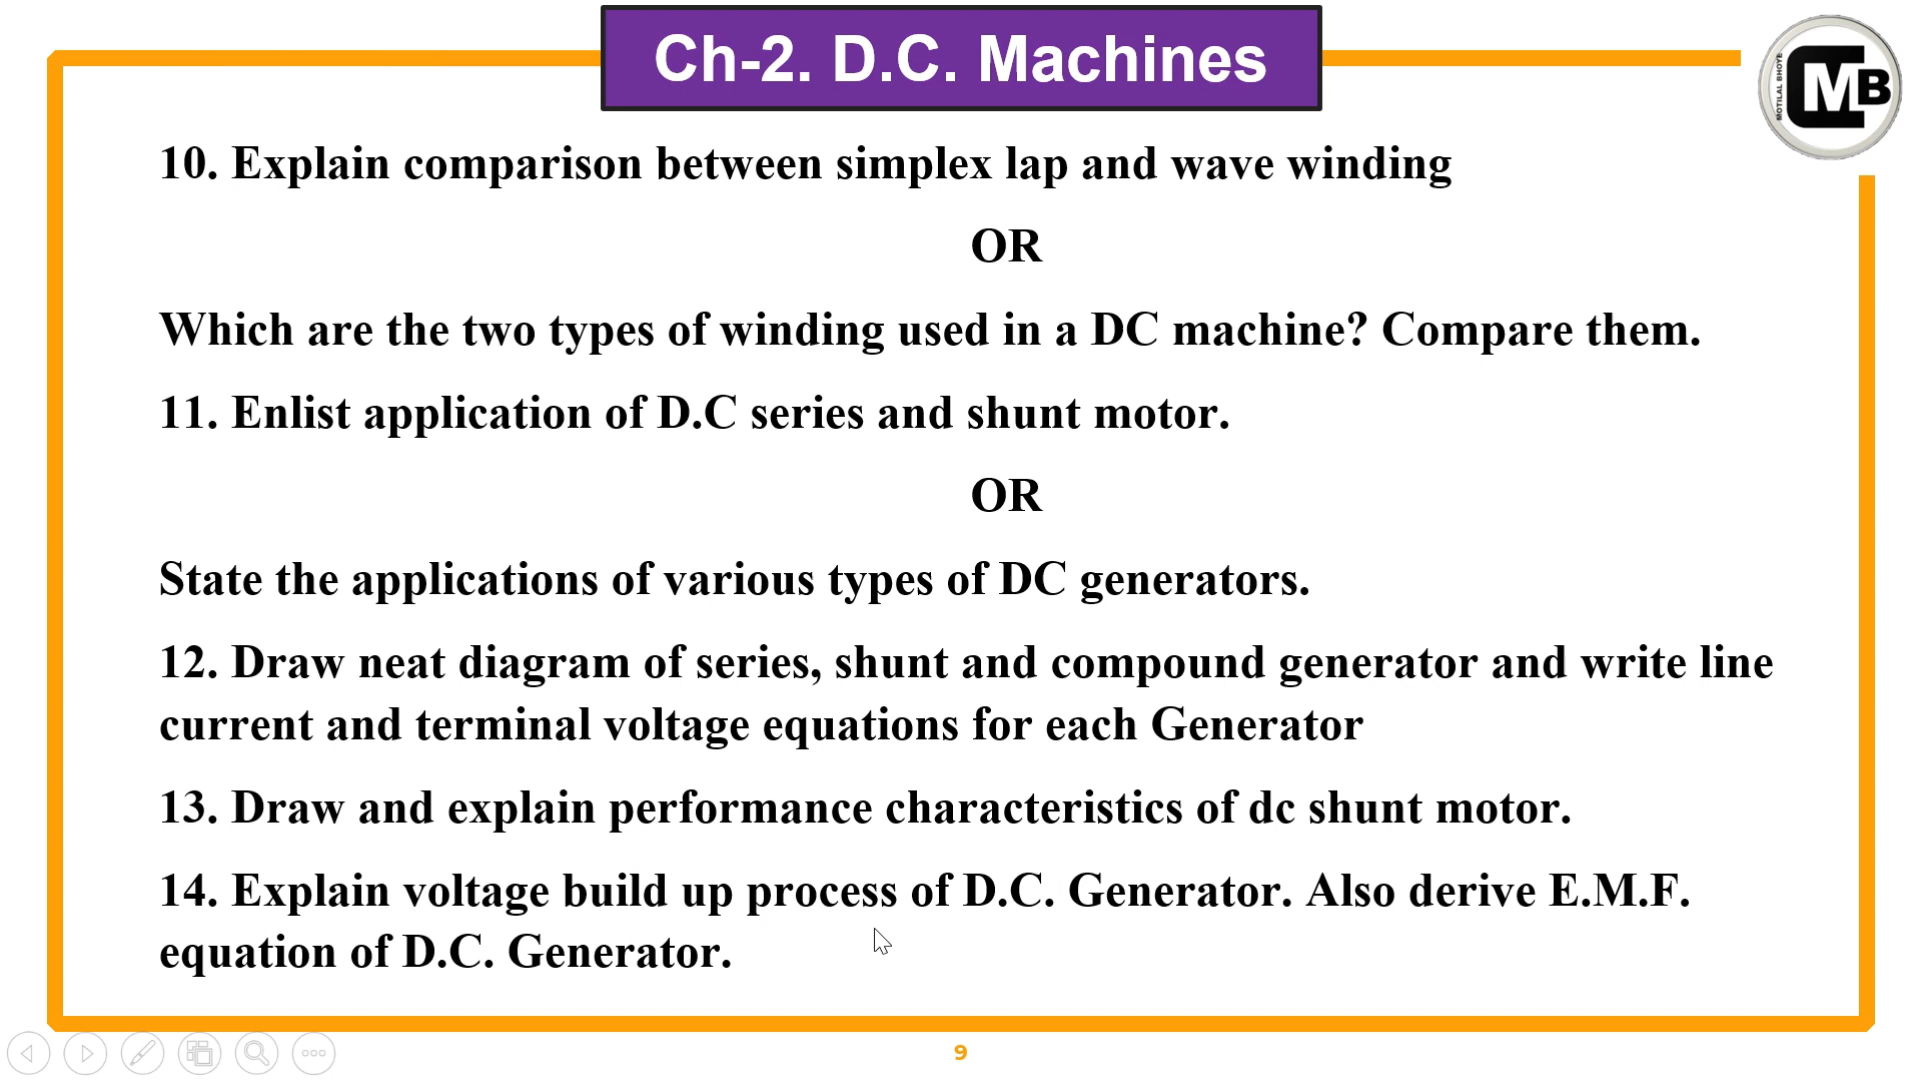 Ch-2. D.C. Machines
MOTILAL BHOYE
CMB
10. Explain comparison between simplex lap and wave winding
OR
Which are the two types of winding used in a DC machine? Compare them.
11. Enlist application of D.C series and shunt motor.
OR
State the applications of various types of DC generators.
12. Draw neat diagram of series, shunt and compound generator and write line
current and terminal voltage equations for each Generator
13. Draw and explain performance characteristics of dc shunt motor.
14. Explain voltage build up process of D.C. Generator. Also derive E.M.F.
equation of D.C. Generator.
9